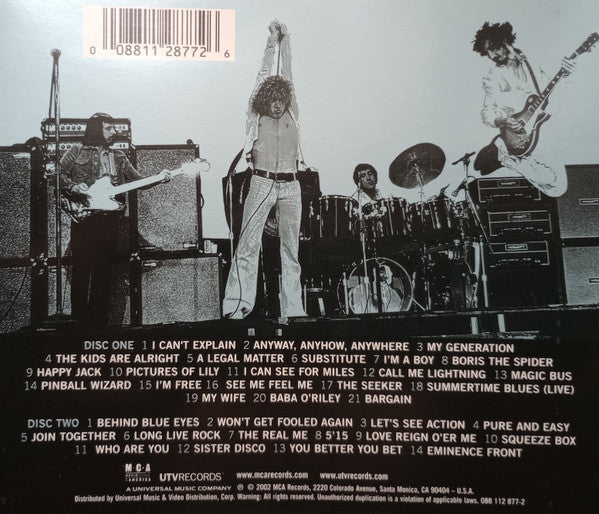 0 08811 28772 6
DISC ONE 1 I CAN'T EXPLAIN 2 ANYWAY, ANYHOW, ANYWHERE 3 MY GENERATION
4 THE KIDS ARE ALRIGHT 5 A LEGAL MATTER 6 SUBSTITUTE 7 I'M A BOY 8 BORIS THE SPIDER
9 HAPPY JACK 10 PICTURES OF LILY 11 I CAN SEE FOR MILES 12 CALL ME LIGHTNING 13 MAGIC BUS
14 PINBALL WIZARD 15 I'M FREE 16 SEE ME FEEL ME 17 THE SEEKER 18 SUMMERTIME BLUES (LIVE)
19 MY WIFE 20 BABA O'RILEY 21 BARGAIN
DISC TWO 1 BEHIND BLUE EYES 2 WON'T GET FOOLED AGAIN 3 LET'S SEE ACTION 4 PURE AND EASY
5 JOIN TOGETHER 6 LONG LIVE ROCK 7 THE REAL ME 8 5'15 9 LOVE REIGN O'ER ME 10 SQUEEZE BOX
11 WHO ARE YOU 12 SISTER DISCO 13 YOU BETTER YOU BET 14 EMINENCE FRONT
M·C·A MUSIC AMERICA UTVRECORDS www.mcarecords.com www.utvrecords.com
A UNIVERSAL MUSIC COMPANY ℗ © 2002 MCA Records, 2220 Colorado Avenue, Santa Monica, CA 90404 – U.S.A.
Distributed by Universal Music & Video Distribution, Corp. Warning: All rights reserved. Unauthorized duplication is a violation of applicable laws. 088 112 877-2